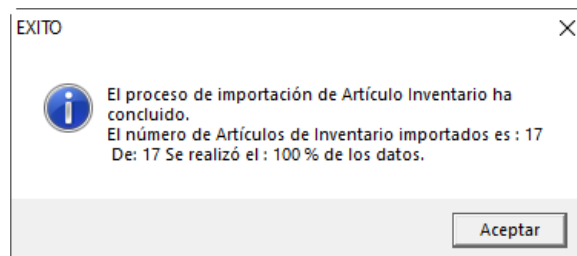 EXITO
El proceso de importación de Artículo Inventario ha
concluido.
El número de Artículos de Inventario importados es : 17
De: 17 Se realizó el : 100 % de los datos.
Aceptar